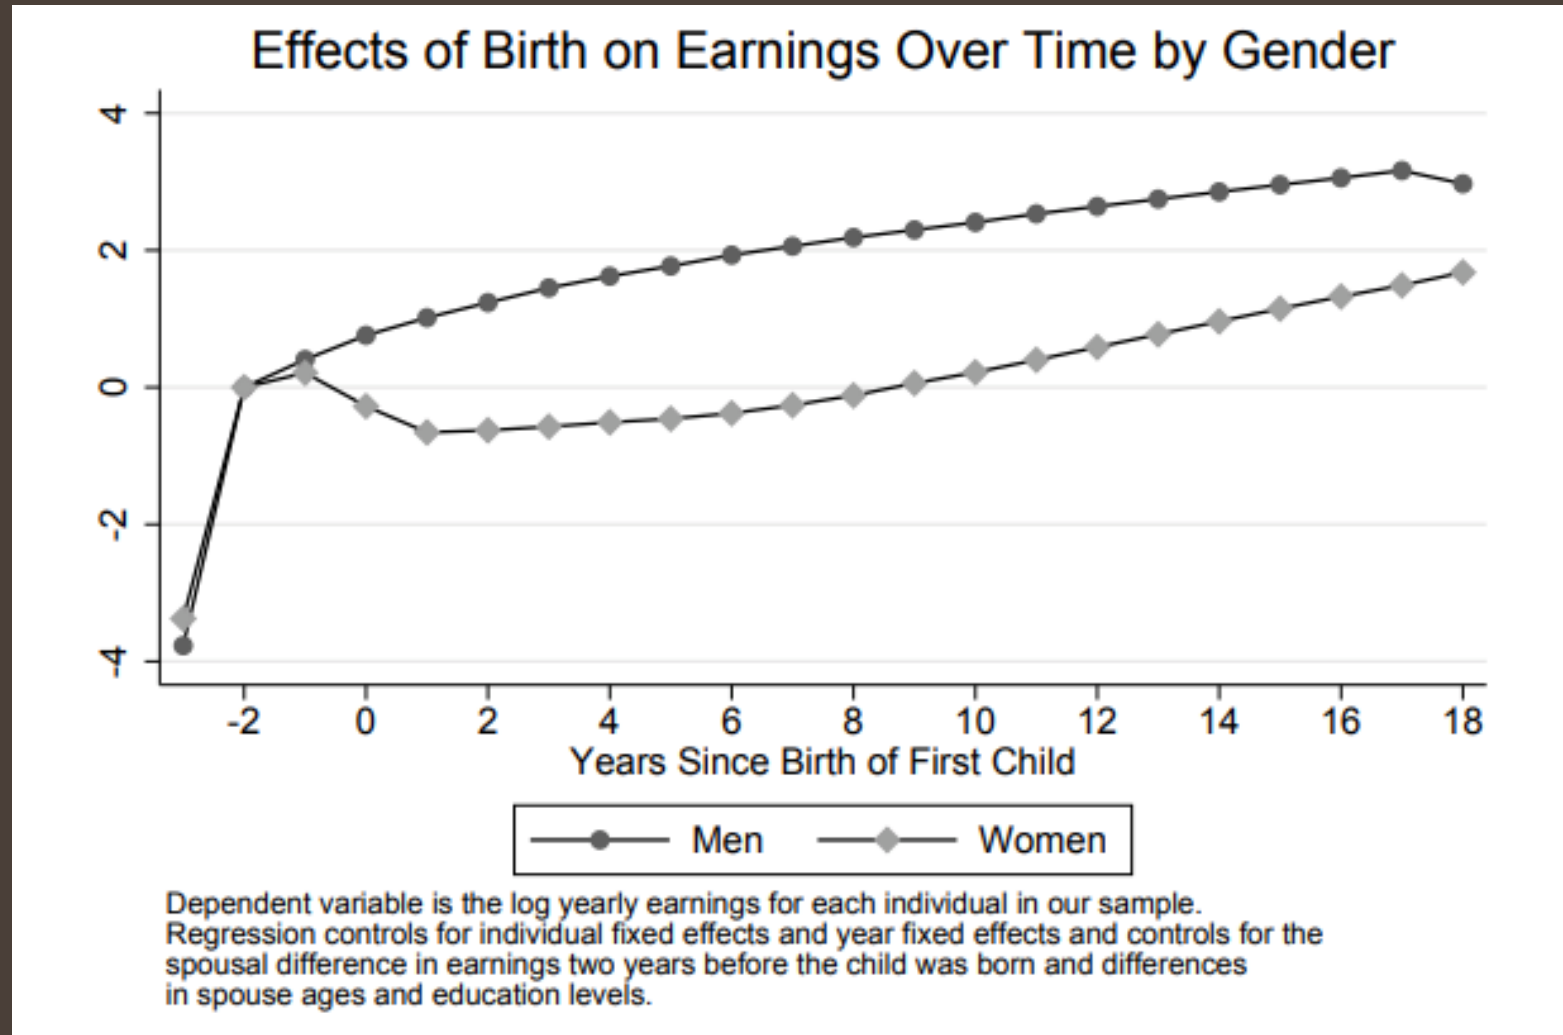 Effects of Birth on Earnings Over Time by Gender
4
2
0
-2
-4
-2 0 2 4 6 8 10 12 14 16 18
Years Since Birth of First Child
Men Women
Dependent variable is the log yearly earnings for each individual in our sample.
Regression controls for individual fixed effects and year fixed effects and controls for the
spousal difference in earnings two years before the child was born and differences
in spouse ages and education levels.